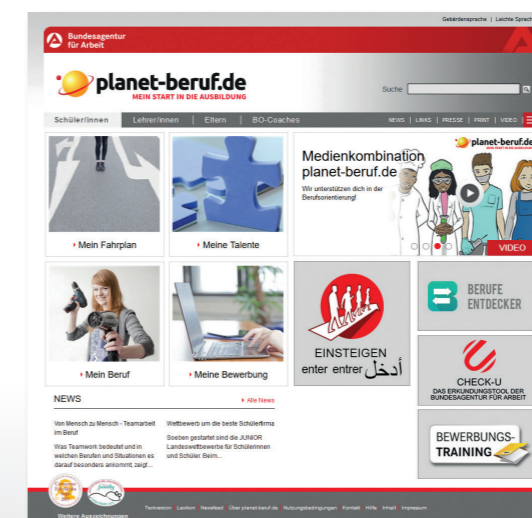 Gebärdensprache | Leichte Sprach
Bundesagentur
für Arbeit
planet-beruf.de
MEIN START IN DIE AUSBILDUNG
Suche
Schüler/innen | Lehrer/innen | Eltern | BO-Coaches
NEWS | LINKS | PRESSE | PRINT | VIDEO |
Mein Fahrplan
Meine Talente
planet-beruf.de
Medienkombination
planet-beruf.de
Wir unterstützen dich in der
Berufsorientierung!
VIDEO
Mein Beruf
Meine Bewerbung
EINSTEIGEN
enter entrer أدخل
BERUFE
ENTDECKER
CHECK-U
DAS ERKUNDUNGSTOOL DER
BUNDESAGENTUR FÜR ARBEIT
BEWERBUNGS-
TRAINING
NEWS
Alle News
Von Mensch zu Mensch - Teamarbeit
im Beruf
Was Teamwork bedeutet und in
welchen Berufen und Situationen es
darauf besonders ankommt, zeigt...
Wettbewerb um die beste Schülerfirma
Soeben gestartet sind die JUNIOR
Landeswettbewerbe für Schülerinnen
und Schüler. Beim...
Textversion Lexikon Newsfeed Über planet-beruf.de Nutzungsbedingungen Kontakt Hilfe Inhalt Impressum
Weitere Auszeichnungen